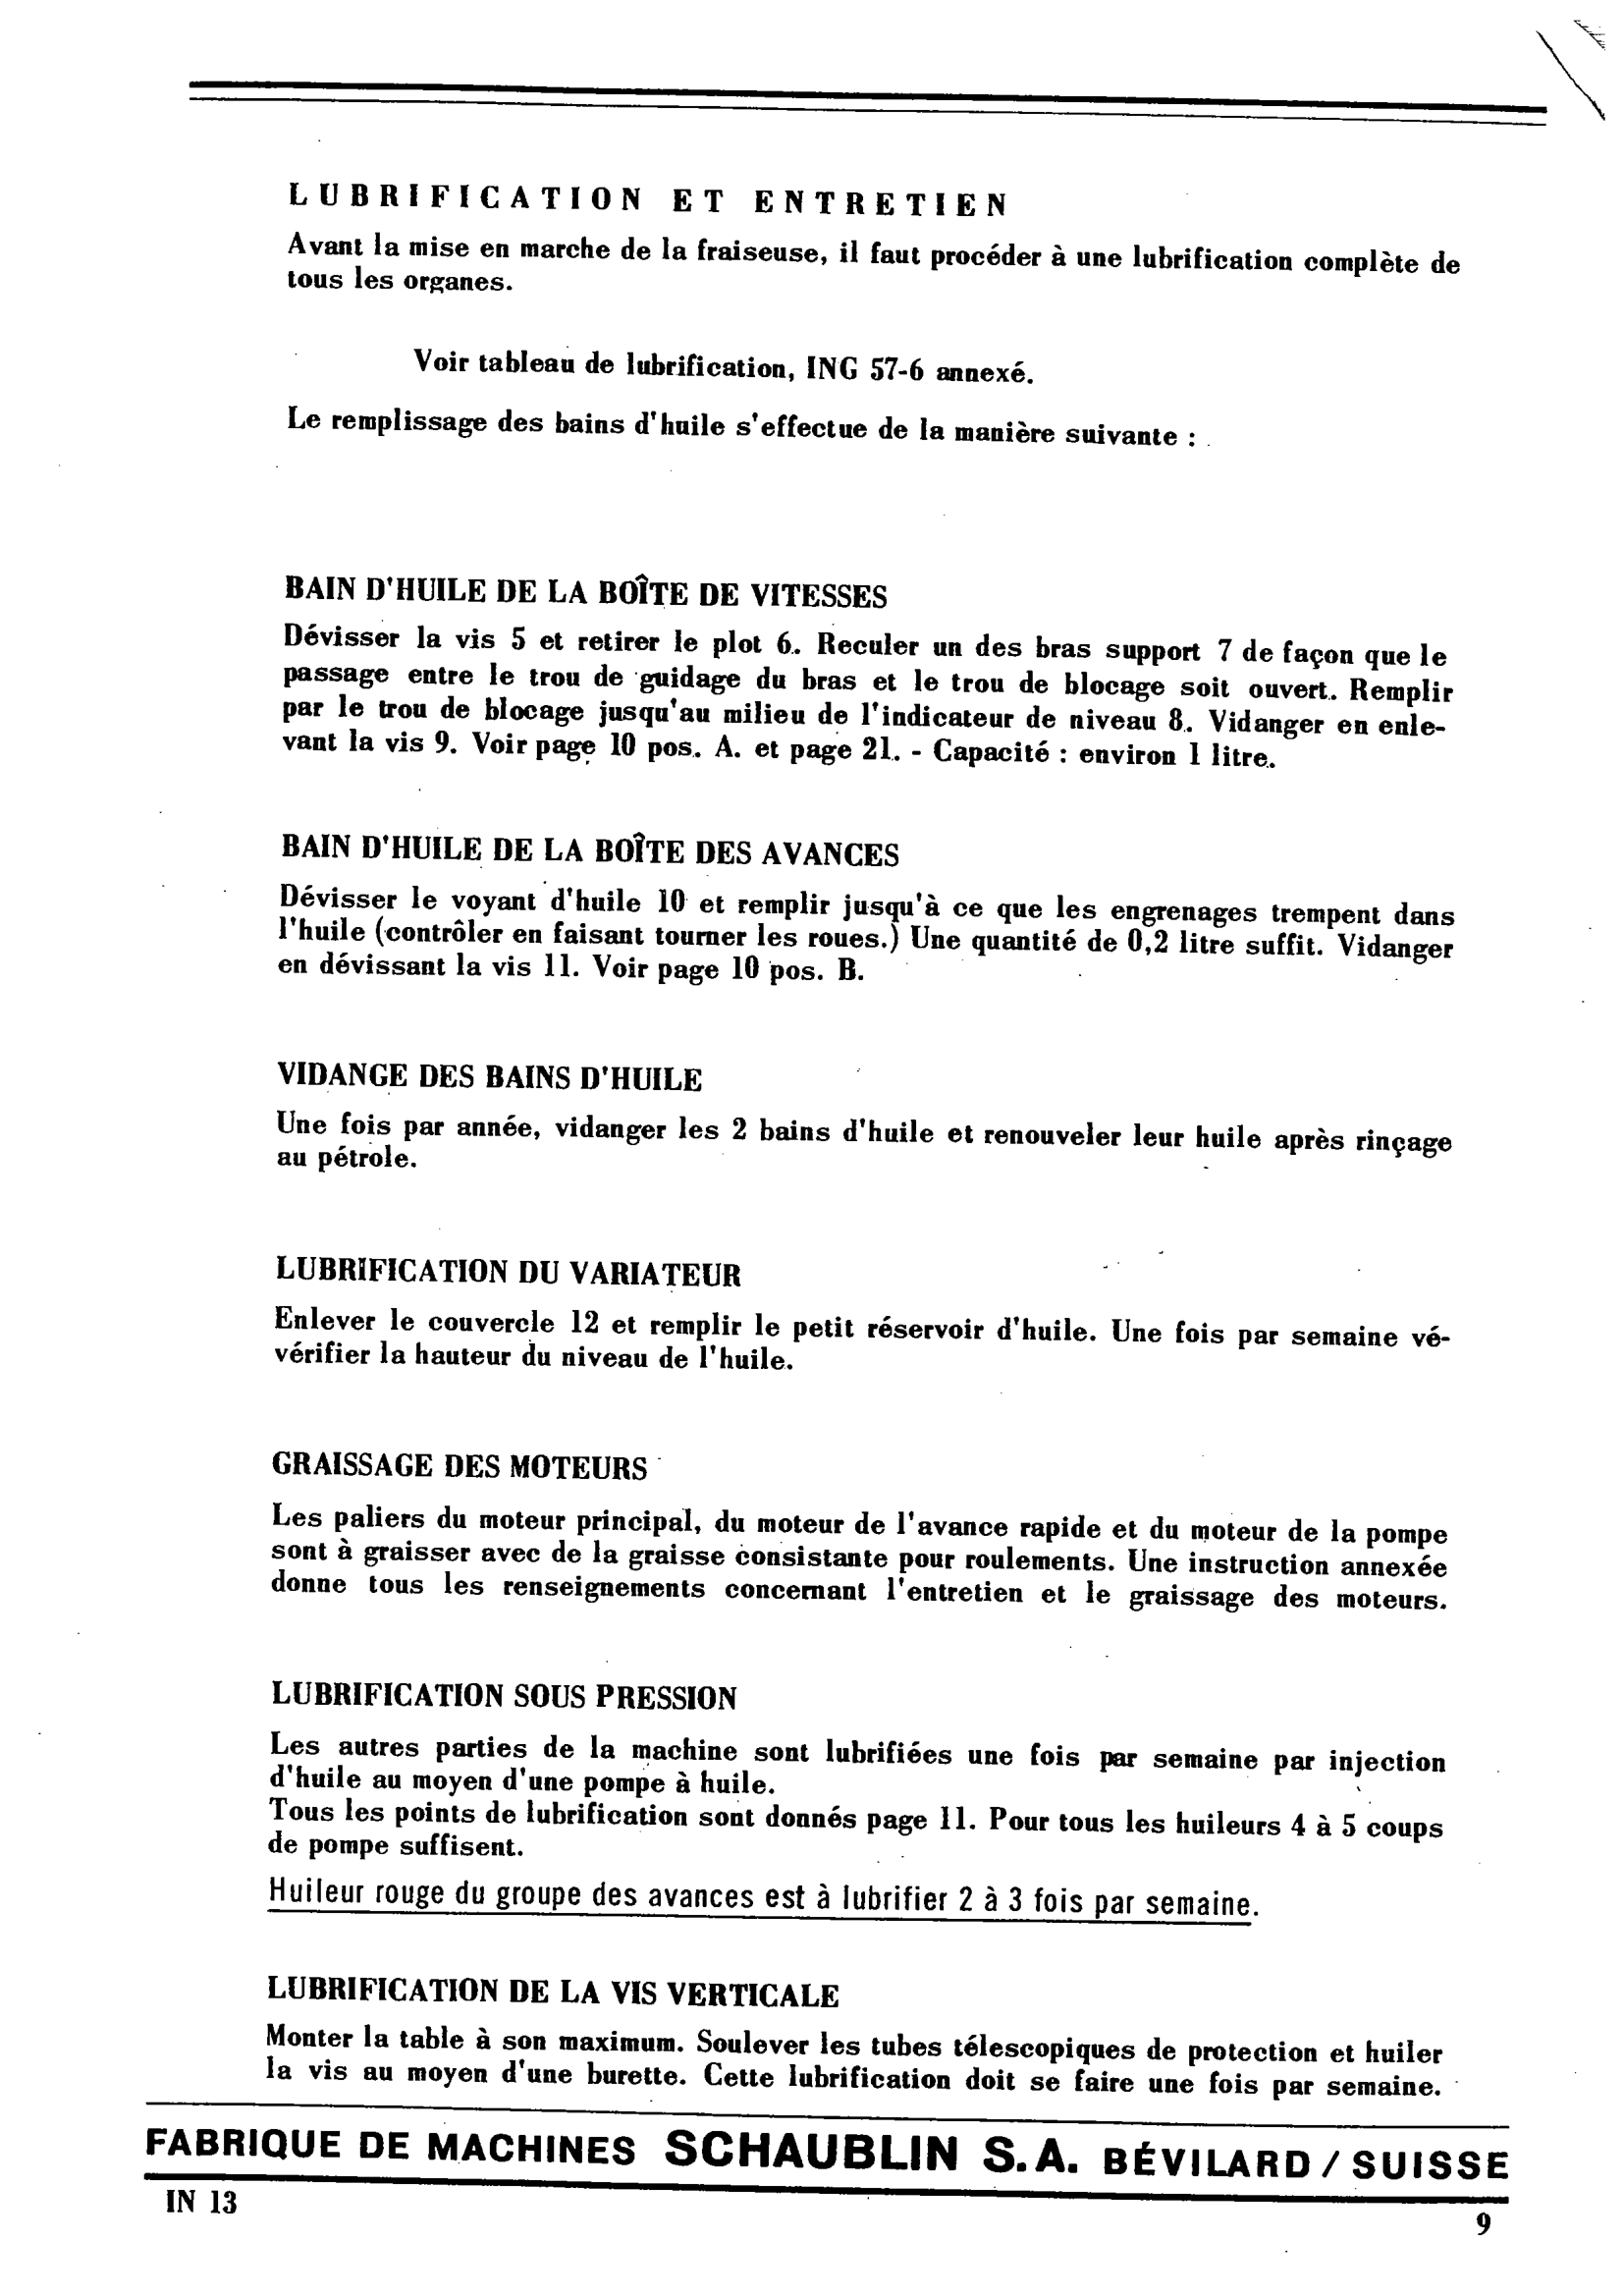 LUBRIFICATION ET ENTRETIEN
Avant la mise en marche de la fraiseuse, il faut procéder à une lubrification complète de
tous les organes.
Voir tableau de lubrification, ING 57-6 annexé.
Le remplissage des bains d'huile s'effectue de la manière suivante :
BAIN D'HUILE DE LA BOÎTE DE VITESSES
Dévisser la vis 5 et retirer le plot 6. Reculer un des bras support 7 de façon que le
passage entre le trou de guidage du bras et le trou de blocage soit ouvert. Remplir
par le trou de blocage jusqu'au milieu de l'indicateur de niveau 8. Vidanger en enle-
vant la vis 9. Voir page 10 pos. A. et page 21. - Capacité : environ 1 litre.
BAIN D'HUILE DE LA BOÎTE DES AVANCES
Dévisser le voyant d'huile 10 et remplir jusqu'à ce que les engrenages trempent dans
l'huile (contrôler en faisant tourner les roues.) Une quantité de 0,2 litre suffit. Vidanger
en dévissant la vis 11. Voir page 10 pos. B.
VIDANGE DES BAINS D'HUILE
Une fois par année, vidanger les 2 bains d'huile et renouveler leur huile après rinçage
au pétrole.
LUBRIFICATION DU VARIATEUR
Enlever le couvercle 12 et remplir le petit réservoir d'huile. Une fois par semaine vé-
vérifier la hauteur du niveau de l'huile.
GRAISSAGE DES MOTEURS
Les paliers du moteur principal, du moteur de l'avance rapide et du moteur de la pompe
sont à graisser avec de la graisse consistante pour roulements. Une instruction annexée
donne tous les renseignements concernant l'entretien et le graissage des moteurs.
LUBRIFICATION SOUS PRESSION
Les autres parties de la machine sont lubrifiées une fois par semaine par injection
d'huile au moyen d'une pompe à huile.
Tous les points de lubrification sont donnés page 11. Pour tous les huileurs 4 à 5 coups
de pompe suffisent.
Huileur rouge du groupe des avances est à lubrifier 2 à 3 fois par semaine.
LUBRIFICATION DE LA VIS VERTICALE
Monter la table à son maximum. Soulever les tubes télescopiques de protection et huiler
la vis au moyen d'une burette. Cette lubrification doit se faire une fois par semaine.
FABRIQUE DE MACHINES SCHAUBLIN S.A. BÉVILARD / SUISSE
IN 13
9